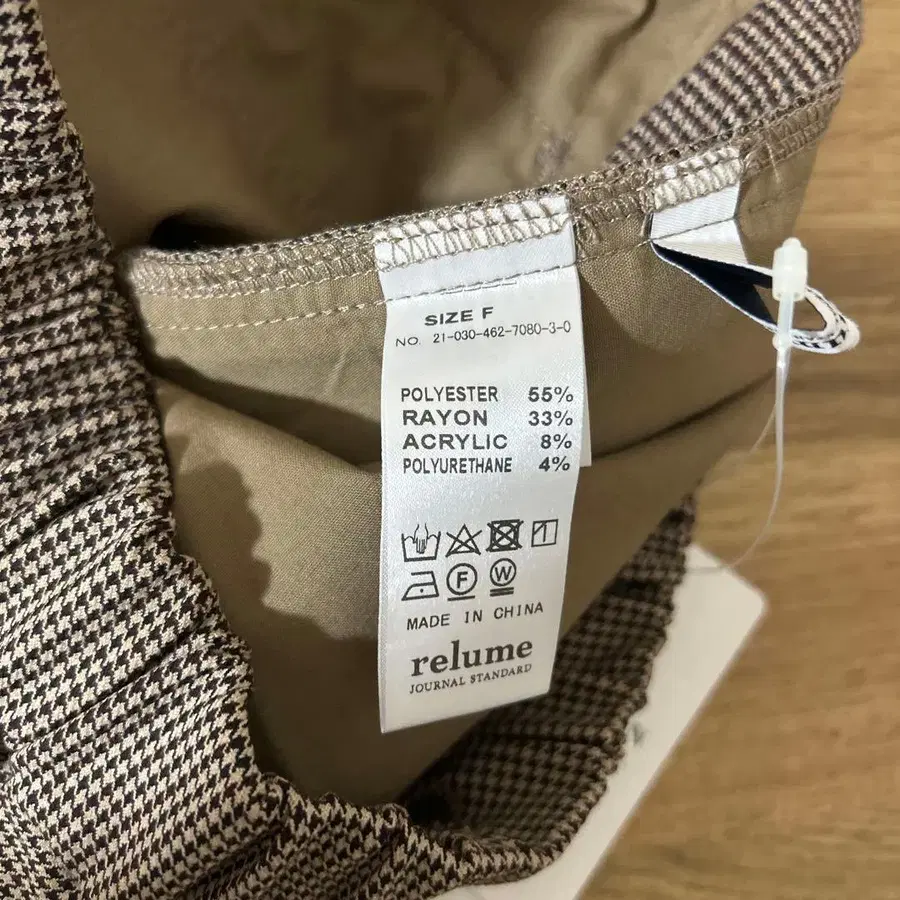 SIZE F
NO. 21-030-462-7080-3-0
POLYESTER 55%
RAYON 33%
ACRYLIC 8%
POLYURETHANE 4%
F W
MADE IN CHINA
relume
JOURNAL STANDARD